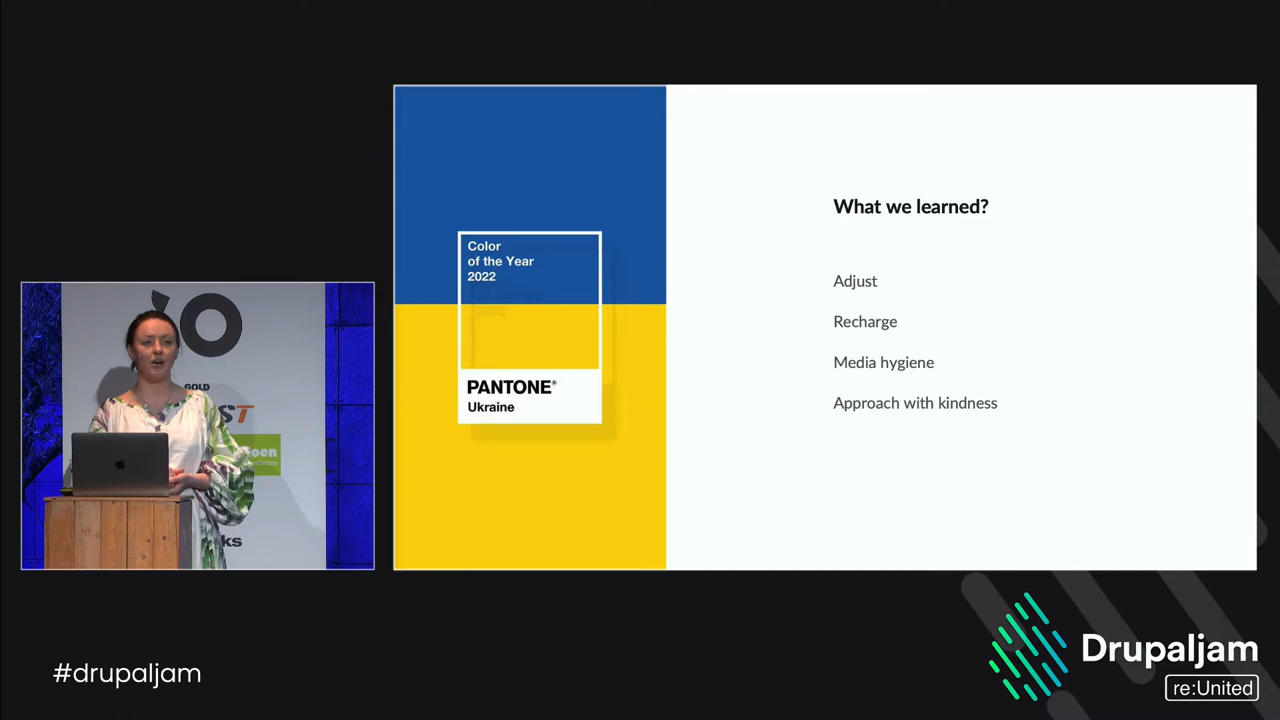 Color
of the Year
2022
PANTONE®
Ukraine
What we learned?
Adjust
Recharge
Media hygiene
Approach with kindness
GOLD
#drupaljam
Drupaljam
re:United